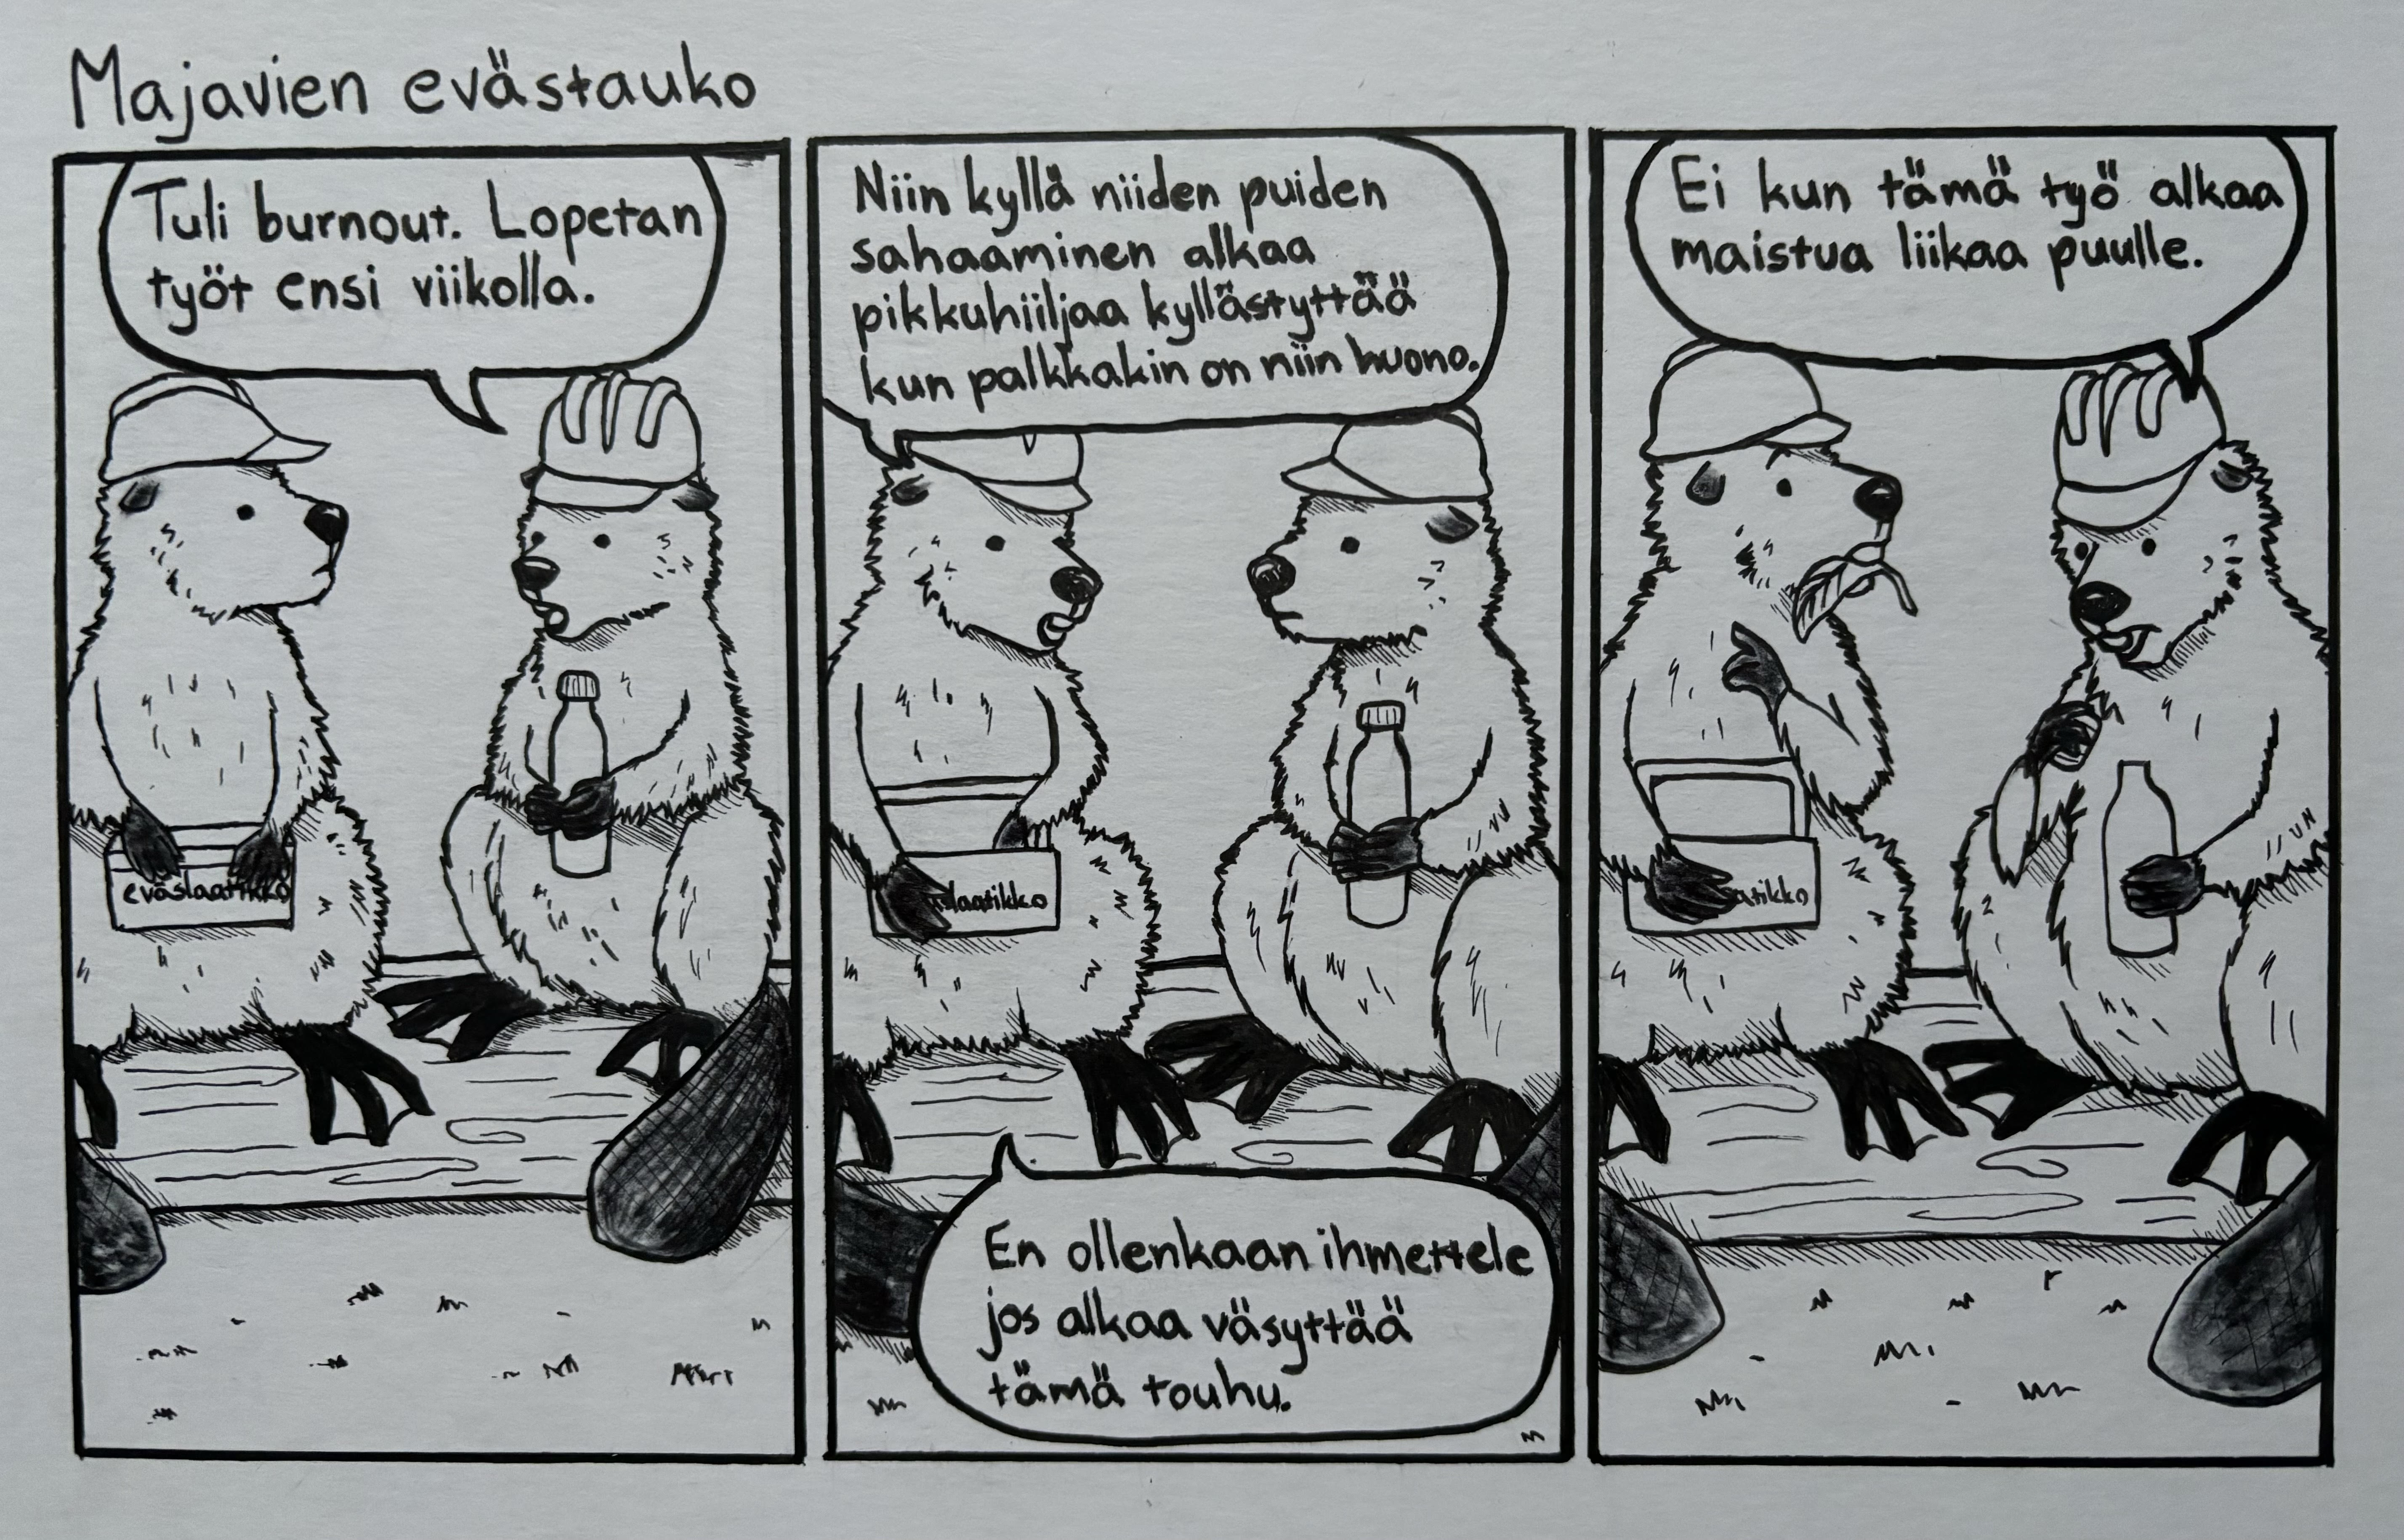 Majavien evästauko
Tuli burnout. Lopetan
työt ensi viikolla.
eväslaatikko
Niin kyllä niiden puiden
sahaaminen alkaa
pikkuhiiljaa kyllästyttää
kun palkkakin on niin huono.
slaatikko
En ollenkaan ihmettele
jos alkaa väsyttää
tämä touhu.
Ei kun tämä työ alkaa
maistua liikaa puulle.
atikko